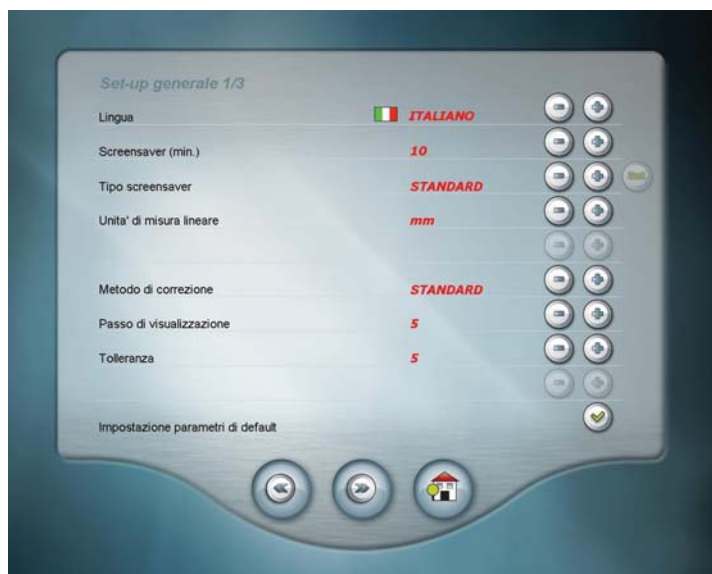 Set-up generale 1/3
Lingua ITALIANO
Screensaver (min.) 10
Tipo screensaver STANDARD
Unita' di misura lineare mm
Metodo di correzione STANDARD
Passo di visualizzazione 5
Tolleranza 5
Impostazione parametri di default